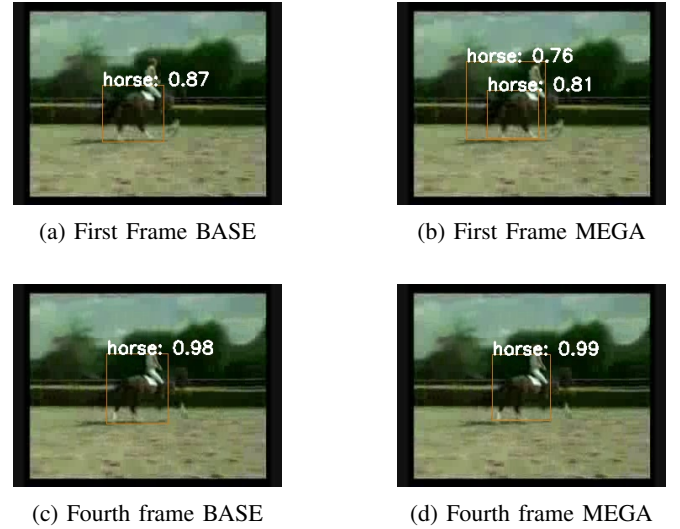 horse: 0.87
horse: 0.76
horse: 0.81
(a) First Frame BASE
(b) First Frame MEGA
horse: 0.98
horse: 0.99
(c) Fourth frame BASE
(d) Fourth frame MEGA